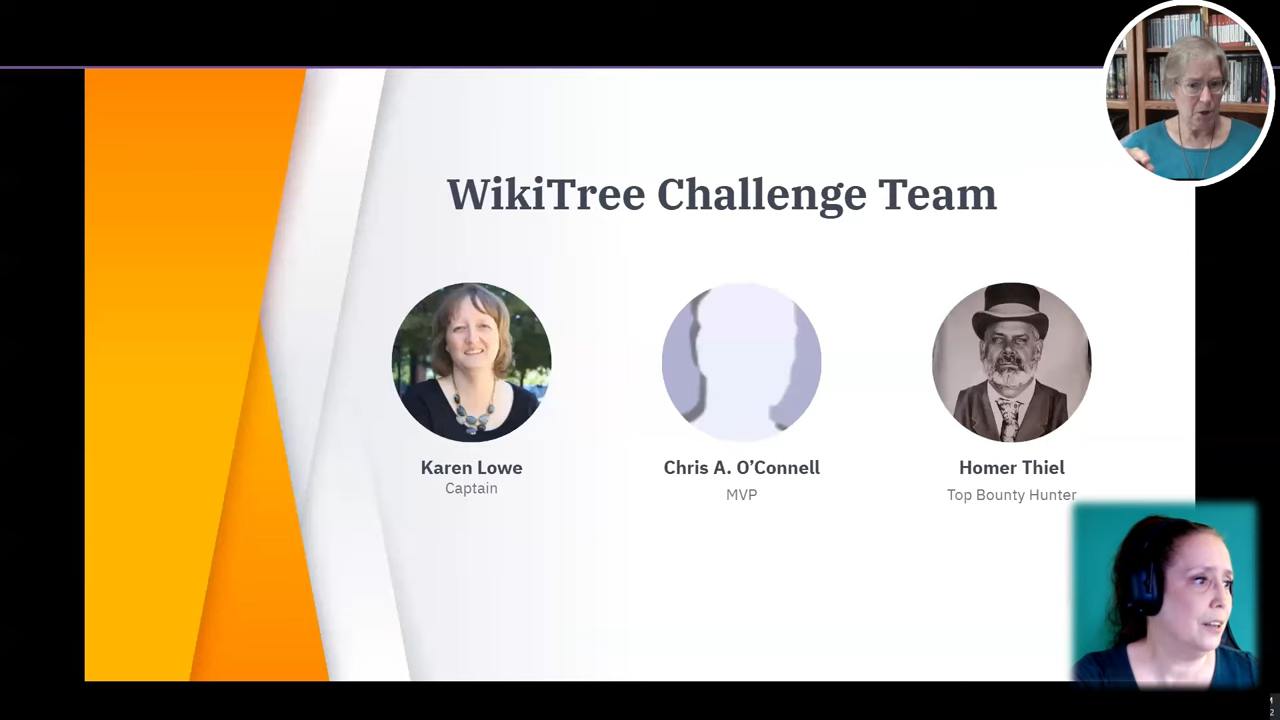 WikiTree Challenge Team
Karen Lowe
Captain
Chris A. O’Connell
MVP
Homer Thiel
Top Bounty Hunter